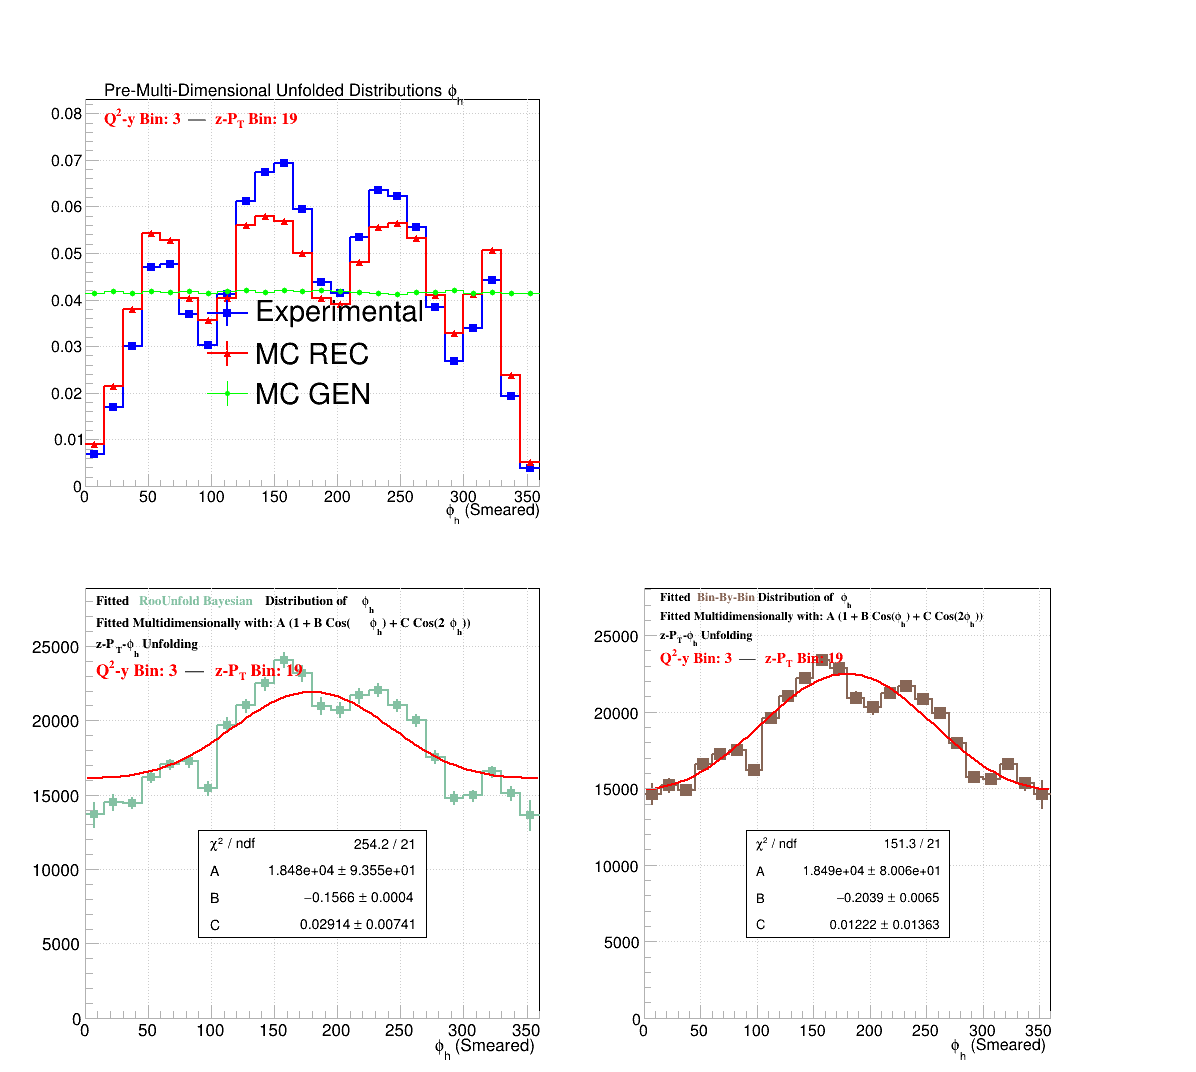 Pre-Multi-Dimensional Unfolded Distributions ϕh
Q²-y Bin: 3 — z-PT Bin: 19
0.08
0.07
0.06
0.05
0.04
0.03
0.02
0.01
0
Experimental
MC REC
MC GEN
0 50 100 150 200 250 300 350
ϕh (Smeared)
Fitted RooUnfold Bayesian Distribution of ϕh
Fitted Multidimensionally with: A (1 + B Cos( ϕh) + C Cos(2 ϕh))
z-PT-ϕh Unfolding
Q²-y Bin: 3 — z-PT Bin: 19
25000
20000
15000
10000
5000
0
χ² / ndf 254.2 / 21
A 1.848e+04 ± 9.355e+01
B −0.1566 ± 0.0004
C 0.02914 ± 0.00741
0 50 100 150 200 250 300 350
ϕh (Smeared)
Fitted Bin-By-Bin Distribution of ϕh
Fitted Multidimensionally with: A (1 + B Cos(ϕh) + C Cos(2ϕh))
z-PT-ϕh Unfolding
Q²-y Bin: 3 — z-PT Bin: 19
25000
20000
15000
10000
5000
0
χ² / ndf 151.3 / 21
A 1.849e+04 ± 8.006e+01
B −0.2039 ± 0.0065
C 0.01222 ± 0.01363
0 50 100 150 200 250 300 350
ϕh (Smeared)